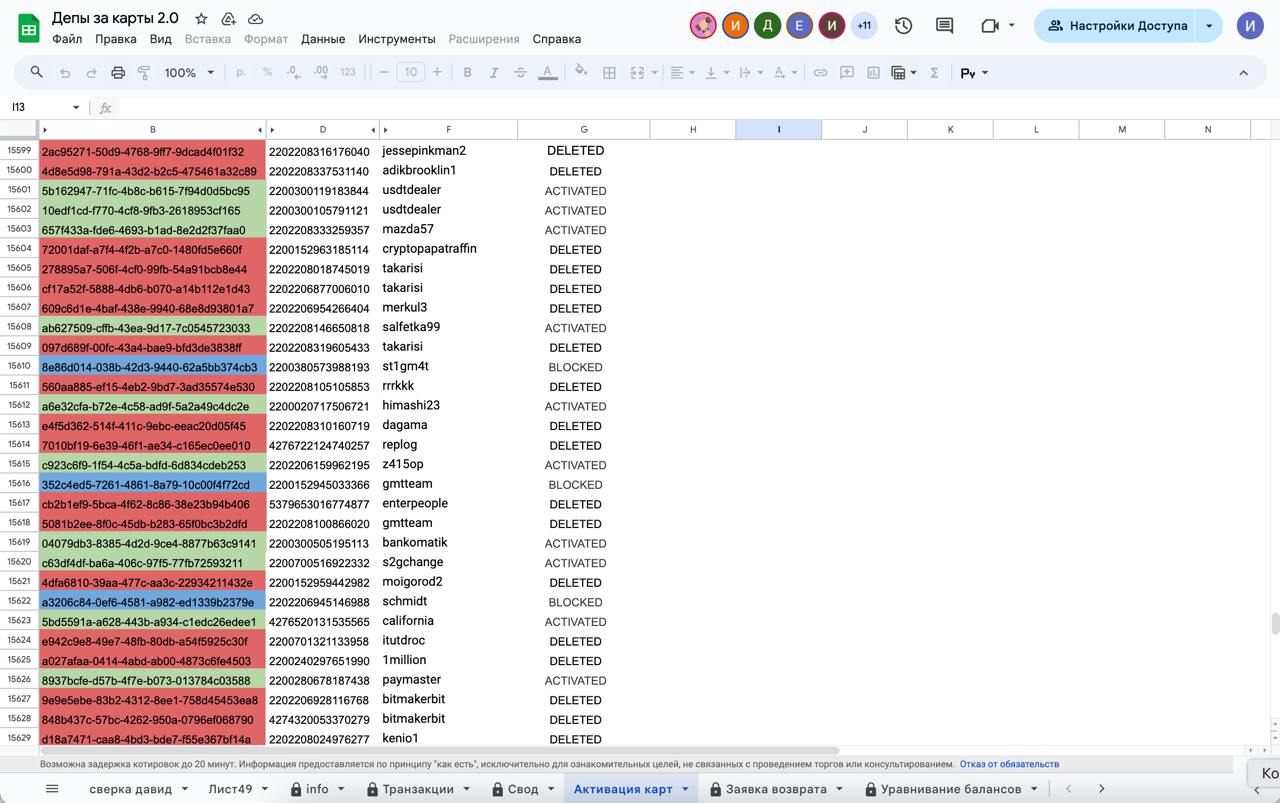 Депы за карты 2.0
Файл Правка Вид Вставка Формат Данные Инструменты Расширения Справка
И Д Е И +11
Настройки Доступа
И
100% р. % .0 .00 123 10 B I S A Σ Ру
I13 fx
B D F G H I J K L M N
15599 2ac95271-50d9-4768-9ff7-9dcad4f01f32 2202208316176040 jessepinkman2 DELETED
15600 4d8e5d98-791a-43d2-b2c5-475461a32c89 2202208337531140 adikbrooklin1 DELETED
15601 5b162947-71fc-4b8c-b615-7f94d0d5bc95 2200300119183844 usdtdealer ACTIVATED
15602 10edf1cd-f770-4cf8-9fb3-2618953cf165 2200300105791121 usdtdealer ACTIVATED
15603 657f433a-fde6-4693-b1ad-8e2d2f37faa0 2202208333259357 mazda57 ACTIVATED
15604 72001daf-a7f4-4f2b-a7c0-1480fd5e660f 2200152963185114 cryptopapatraffin DELETED
15605 278895a7-506f-4cf0-99fb-54a91bcb8e44 2202208018745019 takarisi DELETED
15606 cf17a52f-5888-4db6-b070-a14b112e1d43 2202206877006010 takarisi DELETED
15607 609c6d1e-4baf-438e-9940-68e8d93801a7 2202206954266404 merkul3 DELETED
15608 ab627509-cffb-43ea-9d17-7c0545723033 2202208146650818 salfetka99 ACTIVATED
15609 097d689f-00fc-43a4-bae9-bfd3de3838ff 2202208319605433 takarisi DELETED
15610 8e86d014-038b-42d3-9440-62a5bb374cb3 2200380573988193 st1gm4t BLOCKED
15611 560aa885-ef15-4eb2-9bd7-3ad35574e530 2202208105105853 rrrkkk DELETED
15612 a6e32cfa-b72e-4c58-ad9f-5a2a49c4dc2e 2200020717506721 himashi23 ACTIVATED
15613 e4f5d362-514f-411c-9ebc-eeac20d05f45 2202208310160719 dagama DELETED
15614 7010bf19-6e39-46f1-ae34-c165ec0ee010 4276722124740257 replog DELETED
15615 c923c6f9-1f54-4c5a-bdfd-6d834cdeb253 2202206159962195 z415op ACTIVATED
15616 352c4ed5-7261-4861-8a79-10c00f4f72cd 2200152945033366 gmtteam BLOCKED
15617 cb2b1ef9-5bca-4f62-8c86-38e23b94b406 5379653016774877 enterpeople DELETED
15618 5081b2ee-8f0c-45db-b283-65f0bc3b2dfd 2202208100866020 gmtteam DELETED
15619 04079db3-8385-4d2d-9ce4-8877b63c9141 2200300505195113 bankomatik ACTIVATED
15620 c63df4df-ba6a-406c-97f5-77fb72593211 2200700516922332 s2gchange ACTIVATED
15621 4dfa6810-39aa-477c-aa3c-22934211432e 2200152959442982 moigorod2 DELETED
15622 a3206c84-0ef6-4581-a982-ed1339b2379e 2202206945146988 schmidt BLOCKED
15623 5bd5591a-a628-443b-a934-c1edc26edee1 4276520131535565 california ACTIVATED
15624 e942c9e8-49e7-48fb-80db-a54f5925c30f 2200701321133958 itutdroc DELETED
15625 a027afaa-0414-4abd-ab00-4873c6fe4503 2200240297651990 1million DELETED
15626 8937bcfe-d57b-4f7e-b073-013784c03588 2200280678187438 paymaster ACTIVATED
15627 9e9e5ebe-83b2-4312-8ee1-758d45453ea8 2202206928116768 bitmakerbit DELETED
15628 848b437c-57bc-4262-950a-0796ef068790 4274320053370279 bitmakerbit DELETED
15629 d18a7471-caa8-4bd3-bde7-f55e367bf14a 2202208024976277 kenio1 DELETED
Возможна задержка котировок до 20 минут. Информация предоставляется по принципу "как есть", исключительно для ознакомительных целей, не связанных с проведением торгов или консультированием. Отказ от обязательств
Ко
сверка давид Лист49 info Транзакции Свод Активация карт Заявка возврата Уравнивание балансов